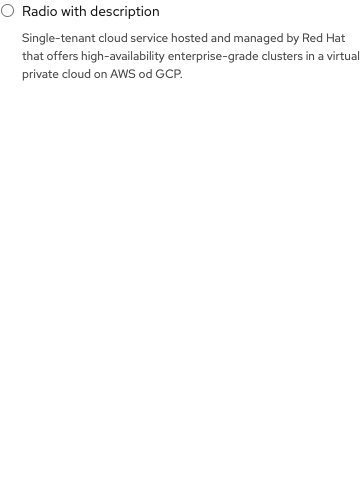 Radio with description
Single-tenant cloud service hosted and managed by Red Hat
that offers high-availability enterprise-grade clusters in a virtual
private cloud on AWS od GCP.